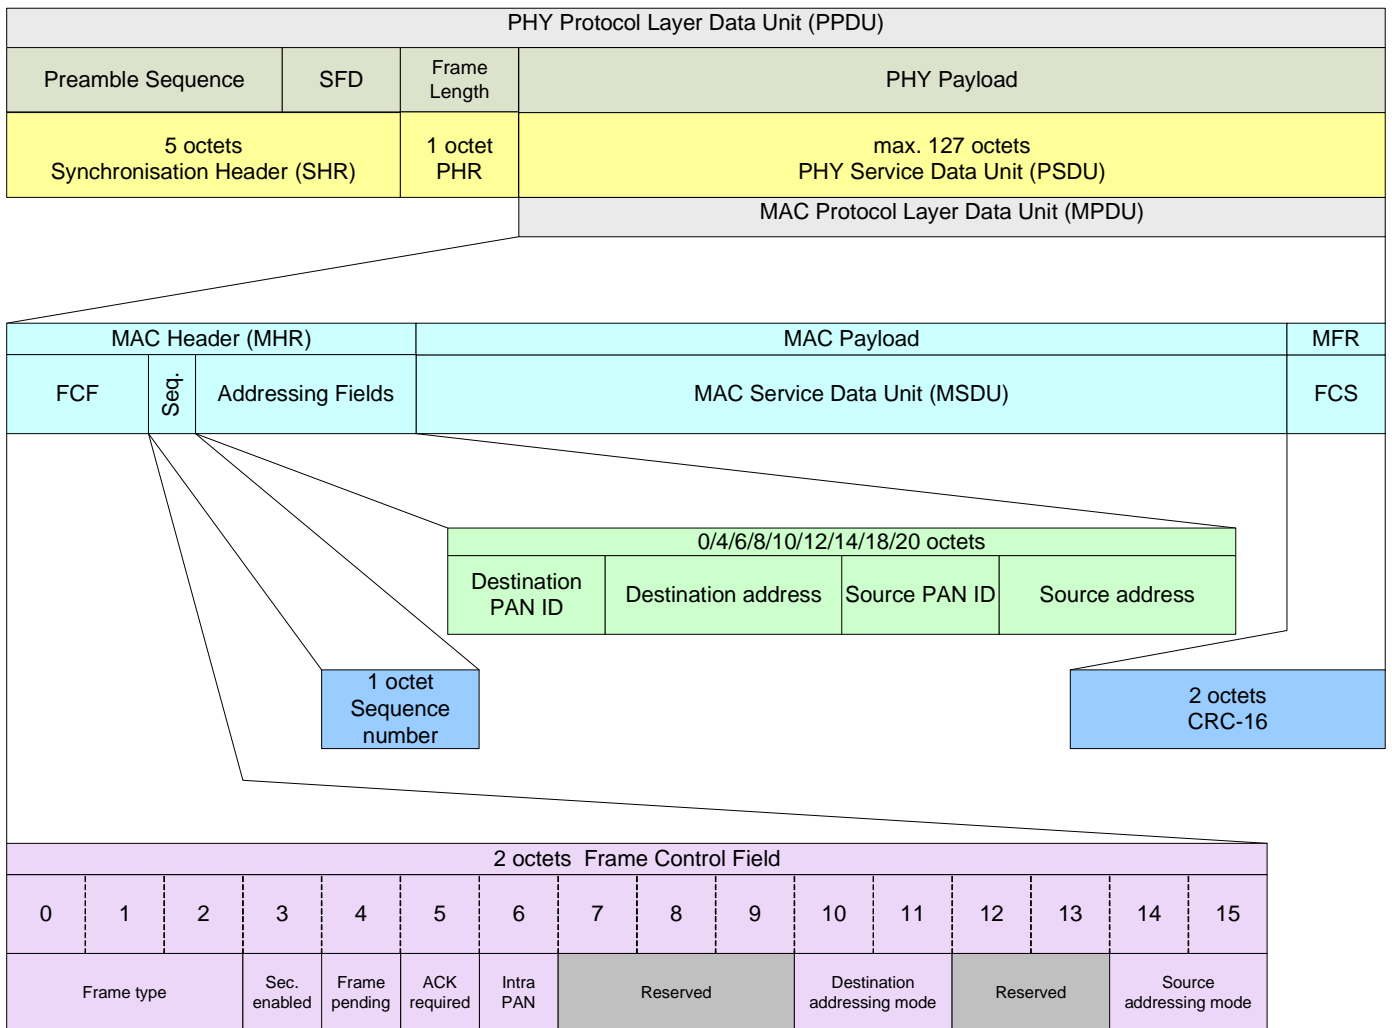 PHY Protocol Layer Data Unit (PPDU)
Preamble Sequence
SFD
Frame
Length
PHY Payload
5 octets
Synchronisation Header (SHR)
1 octet
PHR
max. 127 octets
PHY Service Data Unit (PSDU)
MAC Protocol Layer Data Unit (MPDU)
MAC Header (MHR)
MAC Payload
MFR
FCF
Seq.
Addressing Fields
MAC Service Data Unit (MSDU)
FCS
0/4/6/8/10/12/14/18/20 octets
Destination
PAN ID
Destination address
Source PAN ID
Source address
1 octet
Sequence
number
2 octets
CRC-16
2 octets Frame Control Field
0 1 2 3 4 5 6 7 8 9 10 11 12 13 14 15
Frame type
Sec.
enabled
Frame
pending
ACK
required
Intra
PAN
Reserved
Destination
addressing mode
Reserved
Source
addressing mode